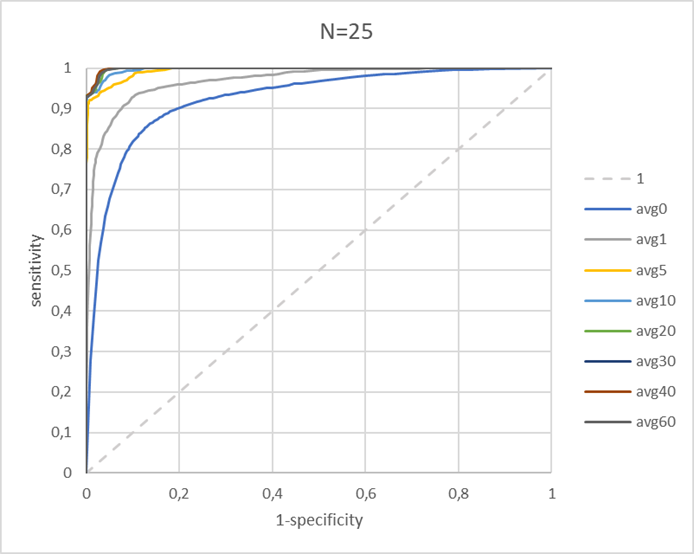 N=25
1
0,9
0,8
0,7
0,6
0,5
0,4
0,3
0,2
0,1
0
sensitivity
0 0,2 0,4 0,6 0,8 1
1-specificity
1
avg0
avg1
avg5
avg10
avg20
avg30
avg40
avg60